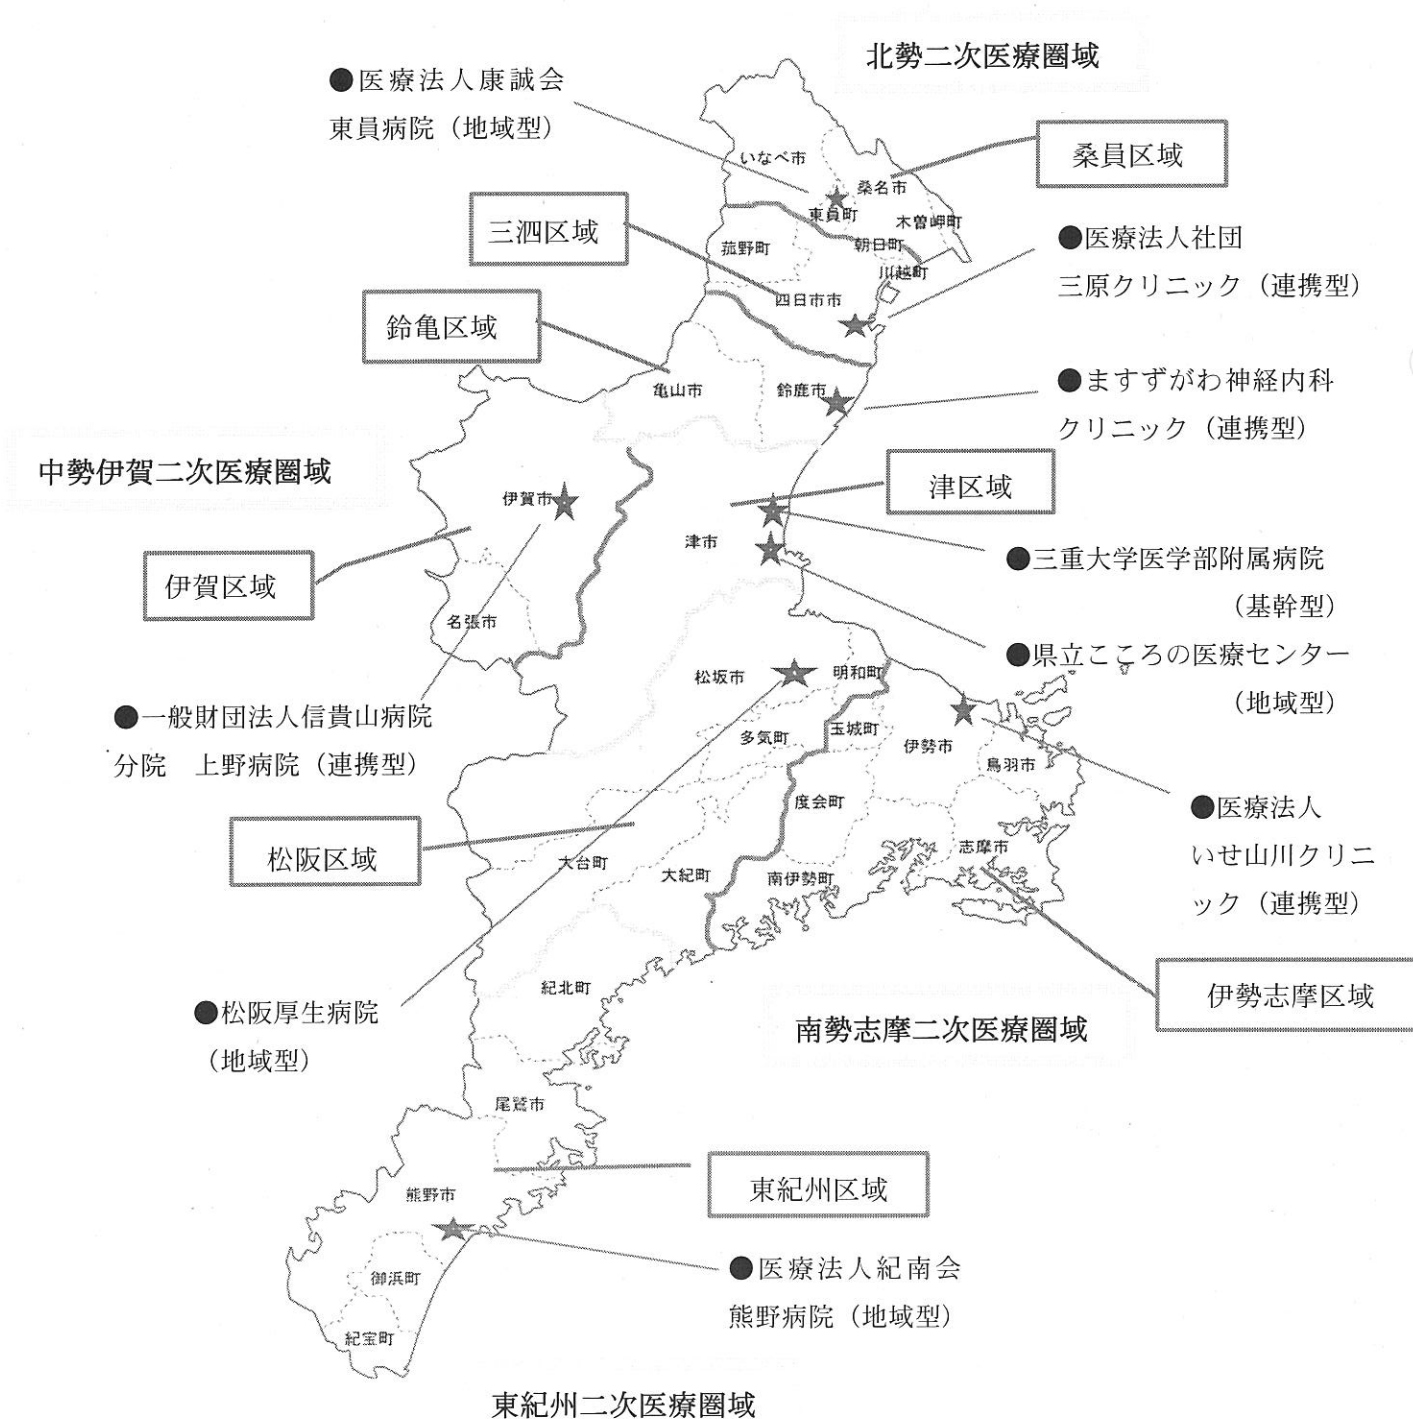 北勢二次医療圏域
●医療法人康誠会
東員病院（地域型）
いなべ市
桑員区域
桑名市
東員町
木曽岬町
三泗区域
菰野町
朝日町
川越町
●医療法人社団
三原クリニック（連携型）
四日市市
鈴亀区域
亀山市
鈴鹿市
●ますずがわ神経内科
クリニック（連携型）
中勢伊賀二次医療圏域
伊賀市
津区域
津市
●三重大学医学部附属病院
（基幹型）
伊賀区域
名張市
●県立こころの医療センター
（地域型）
松坂市
明和町
●一般財団法人信貴山病院
分院　上野病院（連携型）
多気町
玉城町
伊勢市
鳥羽市
度会町
●医療法人
いせ山川クリニ
ック（連携型）
松阪区域
大台町
大紀町
南伊勢町
志摩市
紀北町
伊勢志摩区域
●松阪厚生病院
（地域型）
南勢志摩二次医療圏域
尾鷲市
東紀州区域
熊野市
●医療法人紀南会
熊野病院（地域型）
御浜町
紀宝町
東紀州二次医療圏域